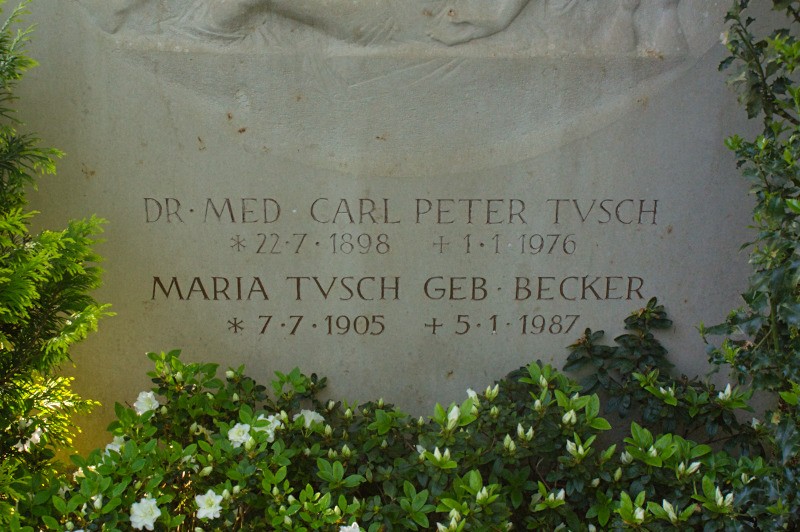 DR·MED·CARL PETER TVSCH
*22·7·1898 +1·1·1976
MARIA TVSCH GEB·BECKER
*7·7·1905 +5·1·1987